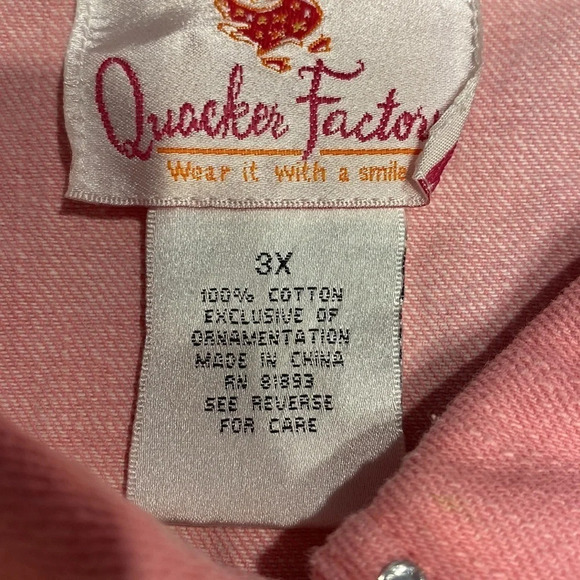 Quacker Factory
Wear it with a smile
3X
100% COTTON
EXCLUSIVE OF
ORNAMENTATION
MADE IN CHINA
RN 81893
SEE REVERSE
FOR CARE